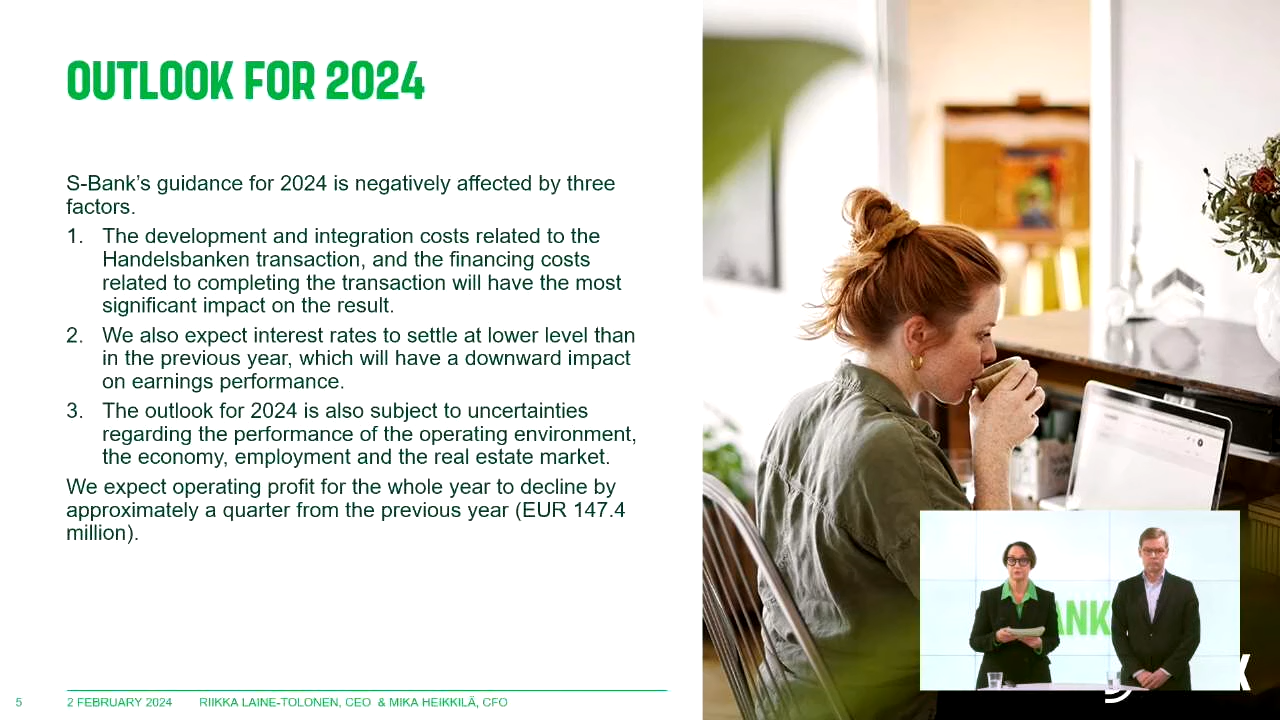 OUTLOOK FOR 2024
S-Bank’s guidance for 2024 is negatively affected by three
factors.
1. The development and integration costs related to the
Handelsbanken transaction, and the financing costs
related to completing the transaction will have the most
significant impact on the result.
2. We also expect interest rates to settle at lower level than
in the previous year, which will have a downward impact
on earnings performance.
3. The outlook for 2024 is also subject to uncertainties
regarding the performance of the operating environment,
the economy, employment and the real estate market.
We expect operating profit for the whole year to decline by
approximately a quarter from the previous year (EUR 147.4
million).
ANK
K
5 2 FEBRUARY 2024 RIIKKA LAINE-TOLONEN, CEO & MIKA HEIKKILÄ, CFO